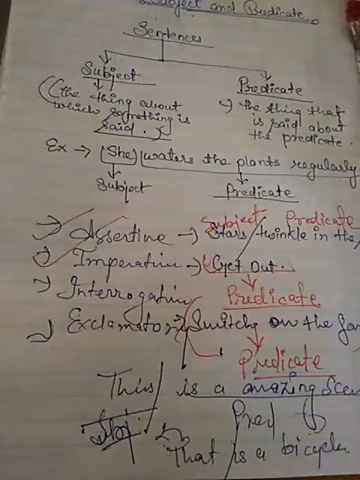 Subject and Predicate
Sentences
Subject
Predicate
(the thing about
which something is
said.)
→ the thing that
is said about
the predicate.
Ex → (She) waters the plants regularly
Subject
Predicate
Subject Predicate
→ Assertive → Stars twinkle in the
→ Imperative → Get Out.
→ Interrogative
Predicate
→ Exclamatory Switch on the
Predicate
This / is a amazing
Pred
That / is a bicycle